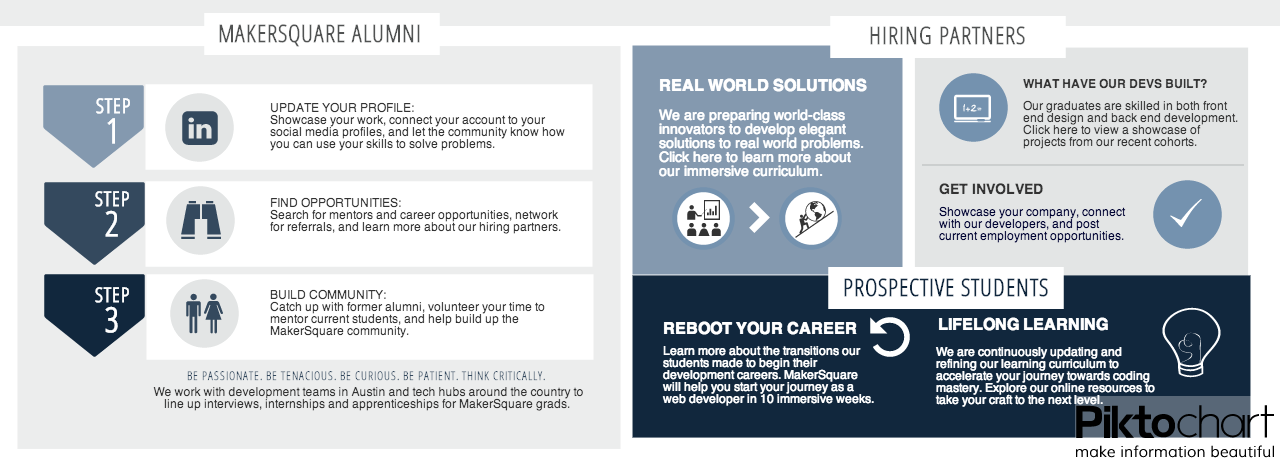 MAKERSQUARE ALUMNI
STEP
1
in
UPDATE YOUR PROFILE:
Showcase your work, connect your account to your
social media profiles, and let the community know how
you can use your skills to solve problems.
STEP
2
FIND OPPORTUNITIES:
Search for mentors and career opportunities, network
for referrals, and learn more about our hiring partners.
STEP
3
BUILD COMMUNITY:
Catch up with former alumni, volunteer your time to
mentor current students, and help build up the
MakerSquare community.
BE PASSIONATE. BE TENACIOUS. BE CURIOUS. BE PATIENT. THINK CRITICALLY.
We work with development teams in Austin and tech hubs around the country to
line up interviews, internships and apprenticeships for MakerSquare grads.
HIRING PARTNERS
REAL WORLD SOLUTIONS
We are preparing world-class
innovators to develop elegant
solutions to real world problems.
Click here to learn more about
our immersive curriculum.
1+2=
WHAT HAVE OUR DEVS BUILT?
Our graduates are skilled in both front
end design and back end development.
Click here to view a showcase of
projects from our recent cohorts.
GET INVOLVED
Showcase your company, connect
with our developers, and post
current employment opportunities.
PROSPECTIVE STUDENTS
REBOOT YOUR CAREER
Learn more about the transitions our
students made to begin their
development careers. MakerSquare
will help you start your journey as a
web developer in 10 immersive weeks.
LIFELONG LEARNING
We are continuously updating and
refining our learning curriculum to
accelerate your journey towards coding
mastery. Explore our online resources to
take your craft to the next level.
Piktochart
make information beautiful